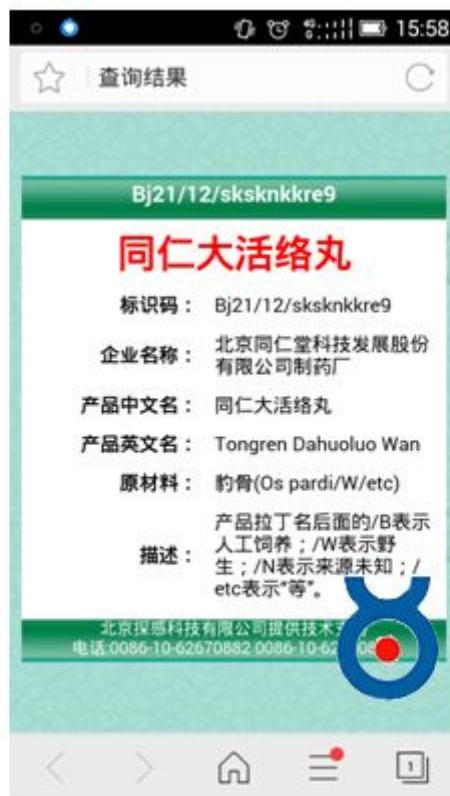 15:58
查询结果
Bj21/12/sksknkkre9
同仁大活络丸
标识码： Bj21/12/sksknkkre9
企业名称： 北京同仁堂科技发展股份
有限公司制药厂
产品中文名： 同仁大活络丸
产品英文名： Tongren Dahuoluo Wan
原材料： 豹骨(Os pardi/W/etc)
产品拉丁名后面的/B表示
人工饲养；/W表示野
描述： 生；/N表示来源未知；/
etc表示“等”。
北京探感科技有限公司提供技术
电话:0086-10-62670882 0086-10-62
1